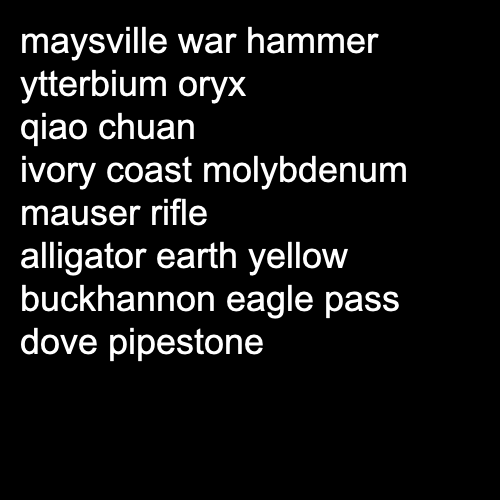 maysville war hammer
ytterbium oryx
qiao chuan
ivory coast molybdenum
mauser rifle
alligator earth yellow
buckhannon eagle pass
dove pipestone